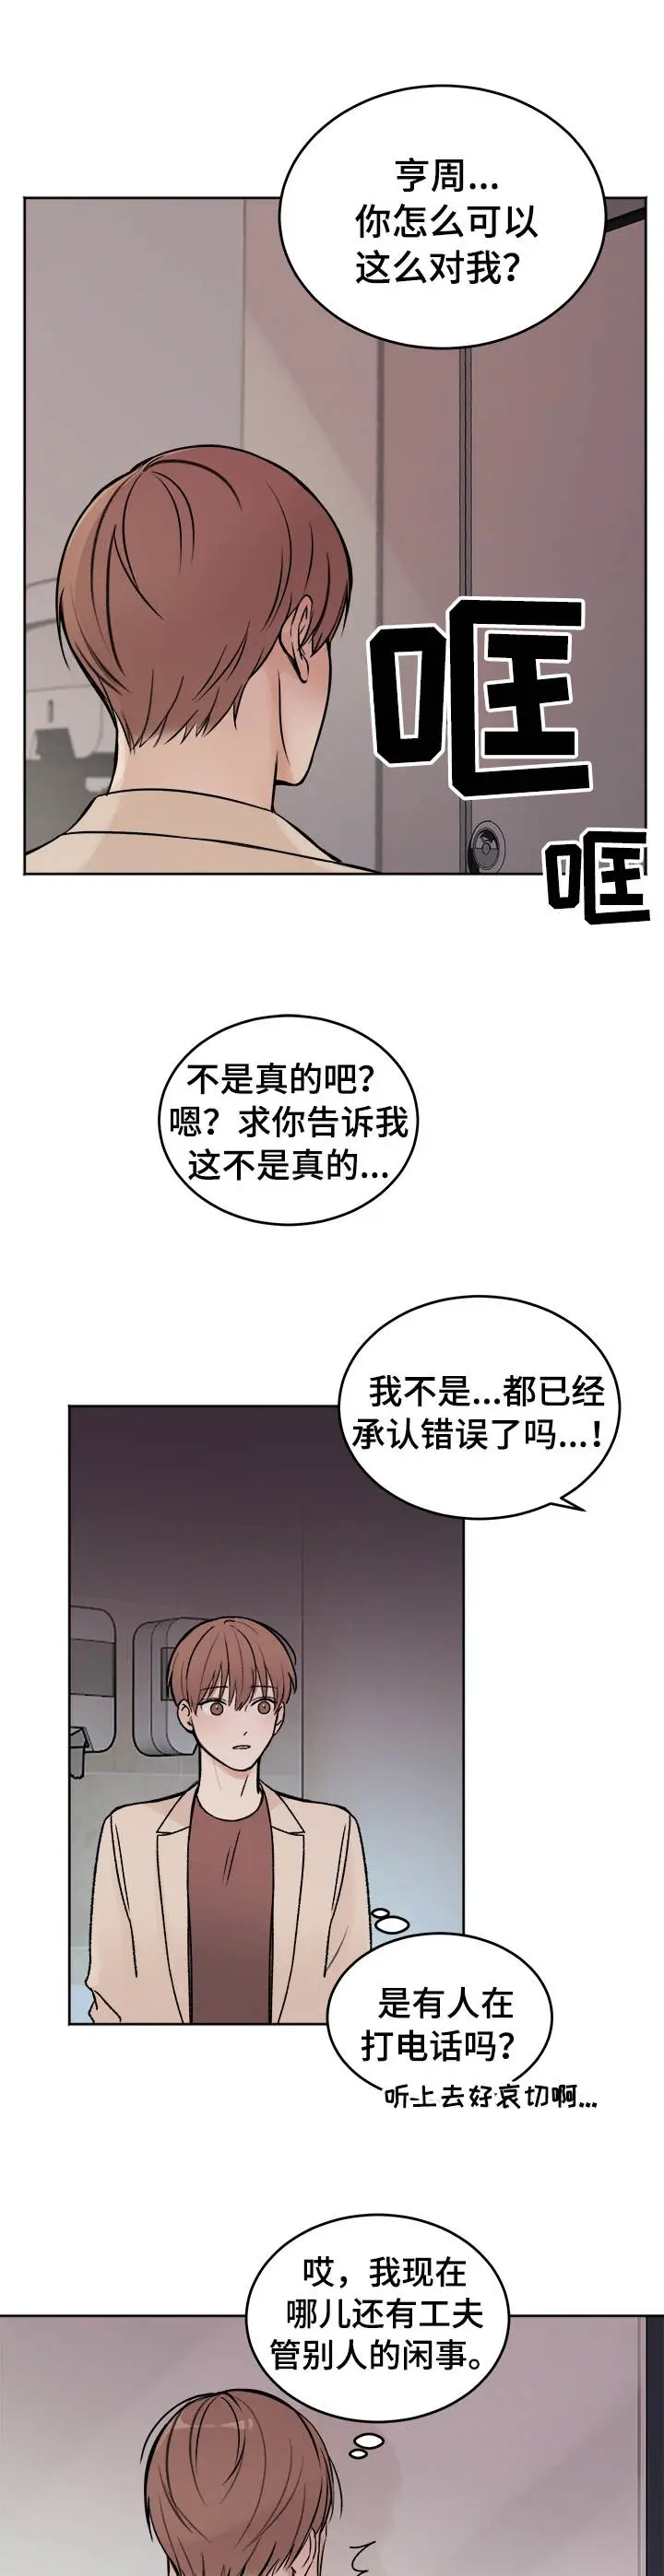 亨周...
你怎么可以
这么对我？
哐
哐
不是真的吧？
嗯？求你告诉我
这不是真的...
我不是...都已经
承认错误了吗...！
是有人在
打电话吗？
听上去好哀切啊...
哎，我现在
哪儿还有工夫
管别人的闲事。